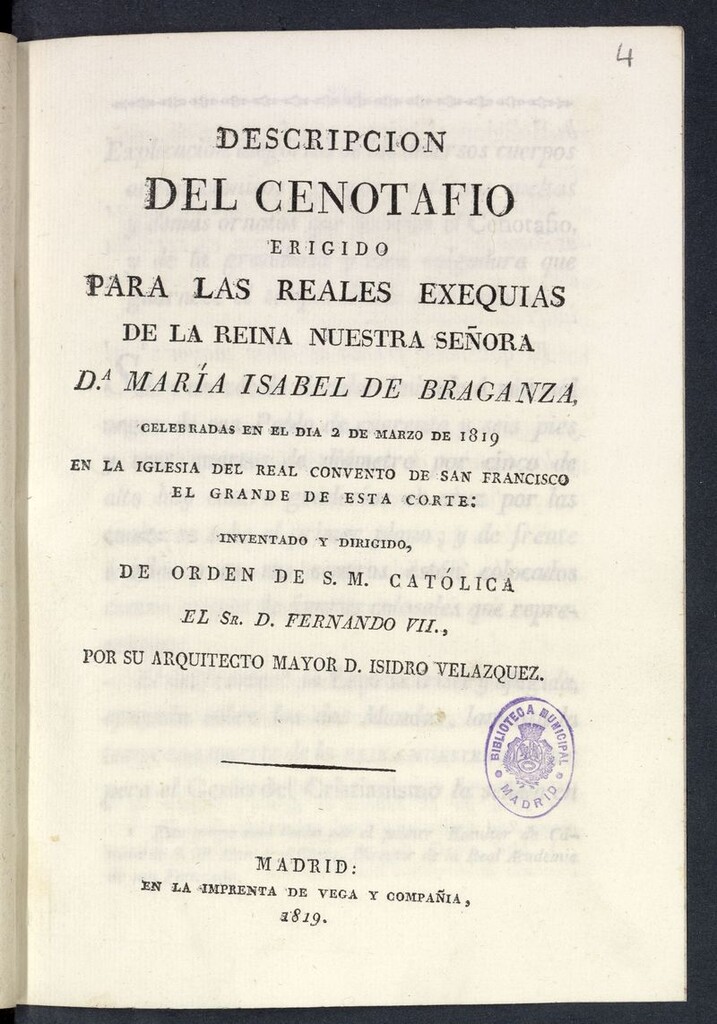 4
DESCRIPCION
DEL CENOTAFIO
ERIGIDO
PARA LAS REALES EXEQUIAS
DE LA REINA NUESTRA SEÑORA
D.ᴬ MARÍA ISABEL DE BRAGANZA,
CELEBRADAS EN EL DIA 2 DE MARZO DE 1819
EN LA IGLESIA DEL REAL CONVENTO DE SAN FRANCISCO
EL GRANDE DE ESTA CORTE:
INVENTADO Y DIRIGIDO,
DE ORDEN DE S. M. CATÓLICA
EL SR. D. FERNANDO VII.,
POR SU ARQUITECTO MAYOR D. ISIDRO VELAZQUEZ.
BIBLIOTECA MUNICIPAL
MADRID
MADRID:
EN LA IMPRENTA DE VEGA Y COMPAÑIA,
1819.